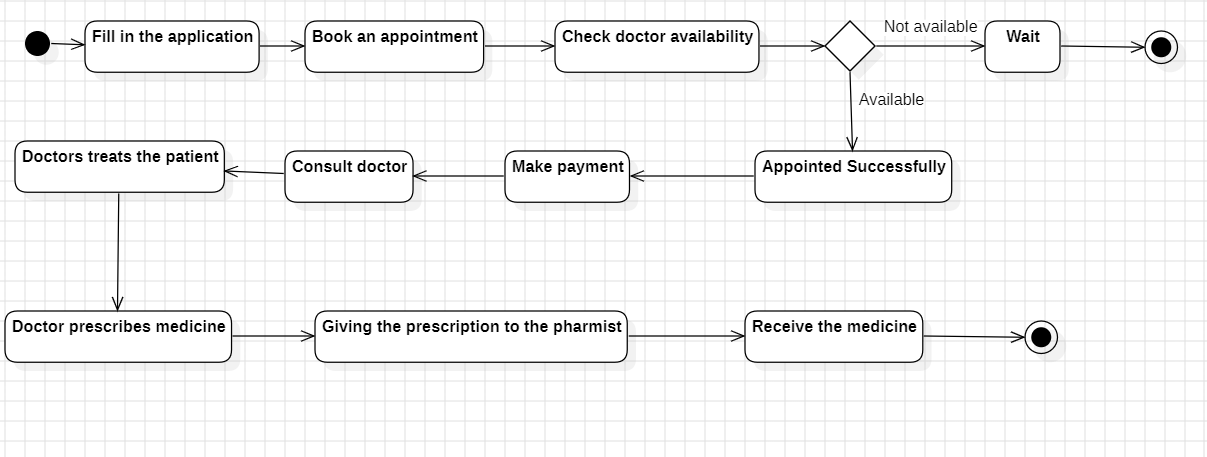 Fill in the application
Book an appointment
Check doctor availability
Not available
Wait
Available
Doctors treats the patient
Consult doctor
Make payment
Appointed Successfully
Doctor prescribes medicine
Giving the prescription to the pharmist
Receive the medicine